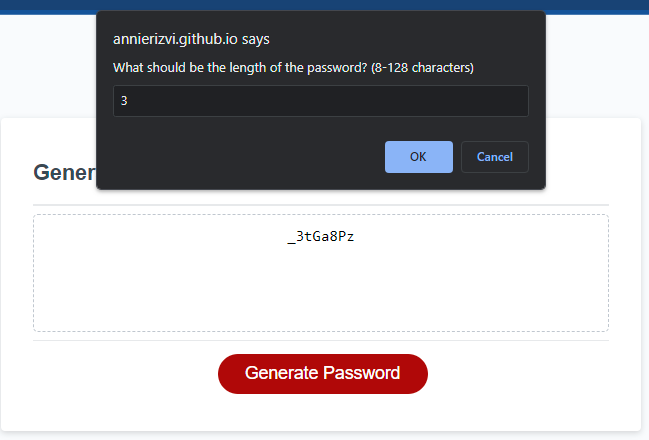 annierizvi.github.io says
What should be the length of the password? (8-128 characters)
3
OK
Cancel
Gener
_3tGa8Pz
Generate Password